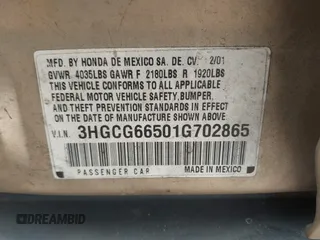 MFD. BY HONDA DE MEXICO SA. DE. CV. 2/01
GVWR 4035LBS GAWR F 2180LBS R 1920LBS
THIS VEHICLE CONFORMS TO ALL APPLICABLE
FEDERAL MOTOR VEHICLE SAFETY,BUMPER,
AND THEFT PREVENTION STANDARDS IN EFFECT
ON THE DATE OF MANUFACTURE SHOWN ABOVE.
V.I.N. 3HGCG66501G702865
PASSENGER CAR
MADE IN MEXICO
DREAMBID